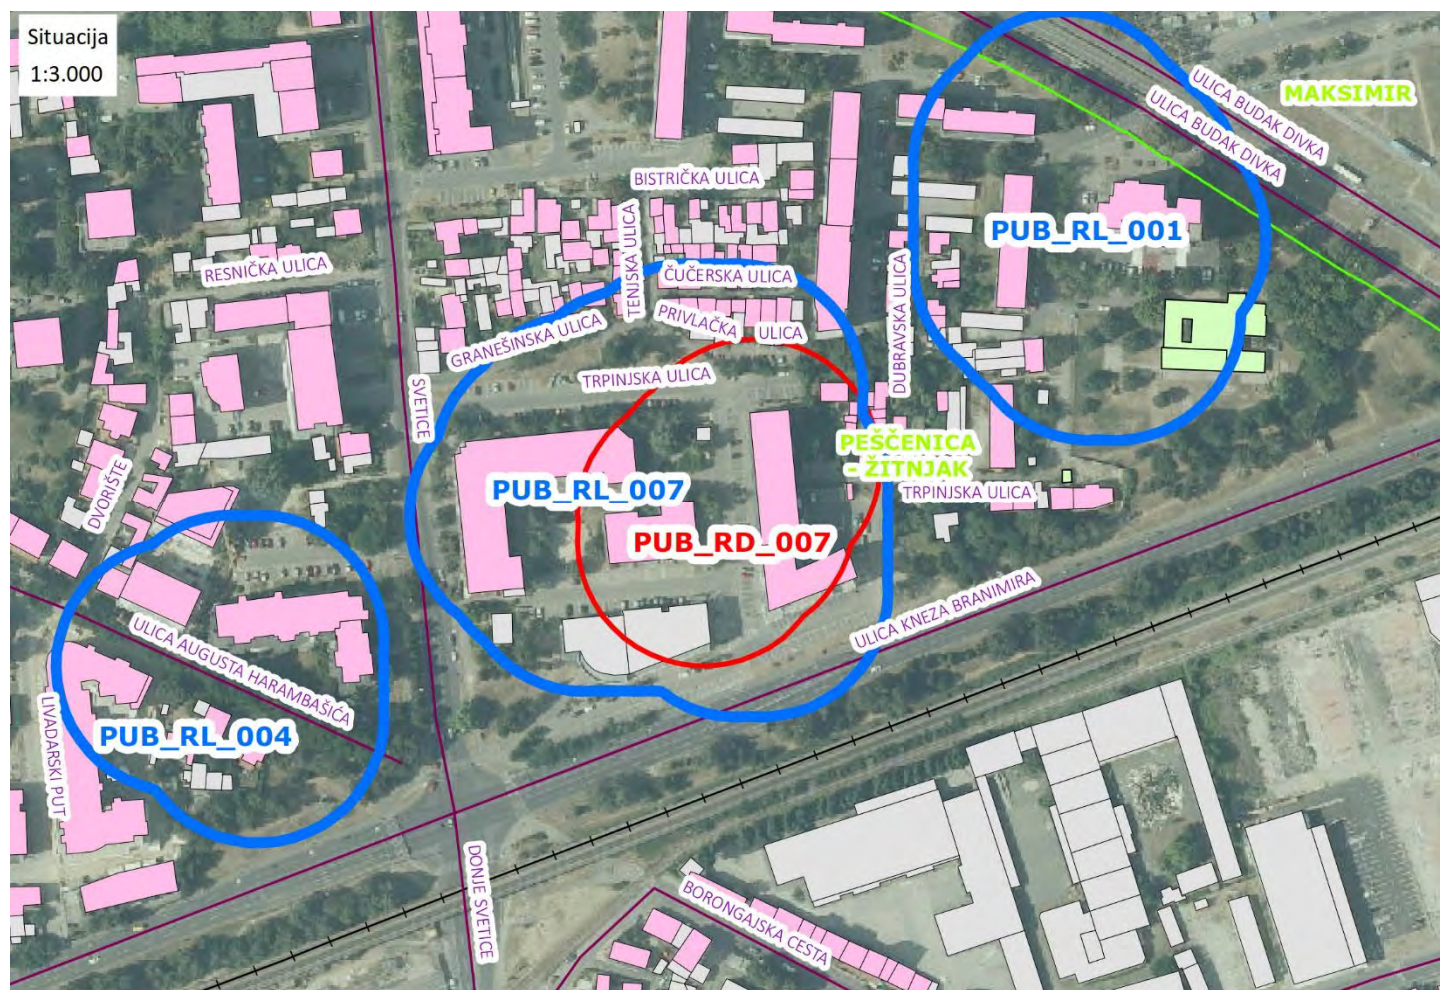 Situacija
1:3.000
ULICA BUDAK DIVKA
MAKSIMIR
ULICA BUDAK DIVKA
BISTRIČKA ULICA
PUB_RL_001
TENJSKA ULICA
RESNIČKA ULICA
ČUČERSKA ULICA
DUBRAVSKA ULICA
PRIVLAČKA ULICA
GRANEŠINSKA ULICA
TRPINJSKA ULICA
SVETICE
PEŠČENICA
- ŽITNJAK
DVORIŠTE
PUB_RL_007
TRPINJSKA ULICA
PUB_RD_007
ULICA KNEZA BRANIMIRA
ULICA AUGUSTA HARAMBAŠIĆA
PUB_RL_004
LIVADARSKI PUT
DONJE SVETICE
BORONGAJSKA CESTA